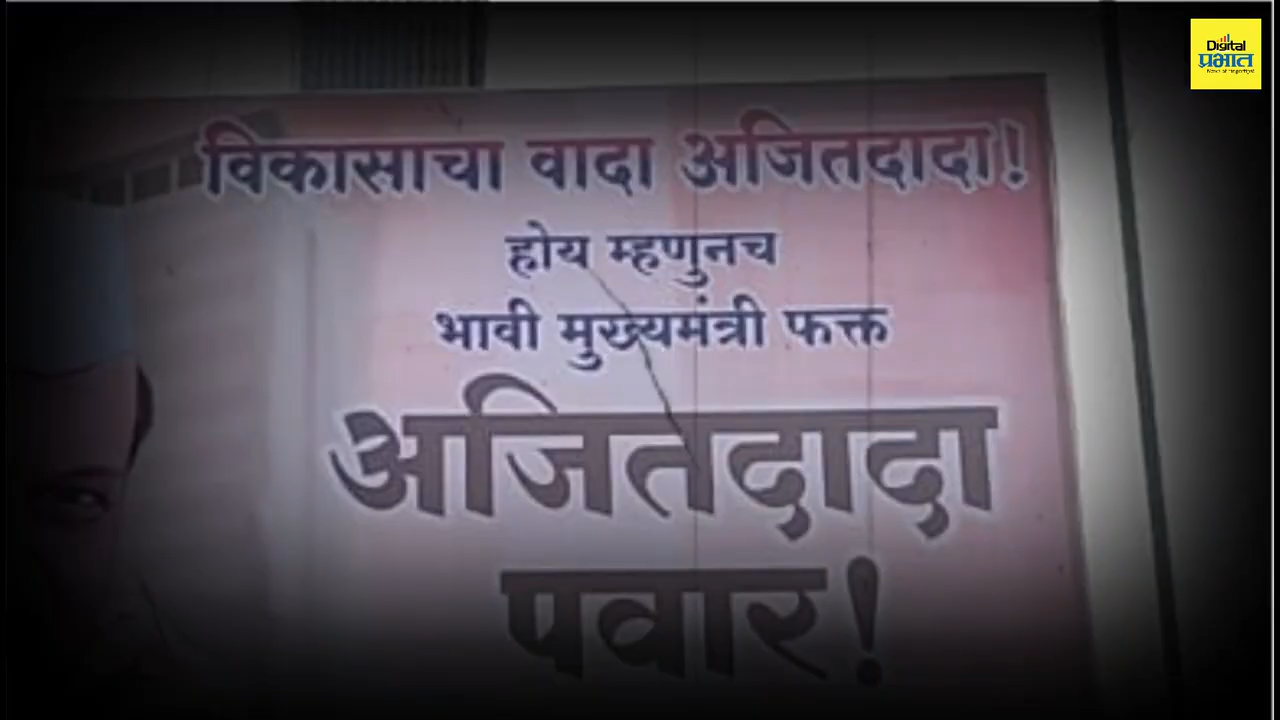 Digital
प्रभात
विकासाचा वादा अजितदादा!
होय म्हणुनच
भावी मुख्यमंत्री फक्त
अजितदादा
पवार!